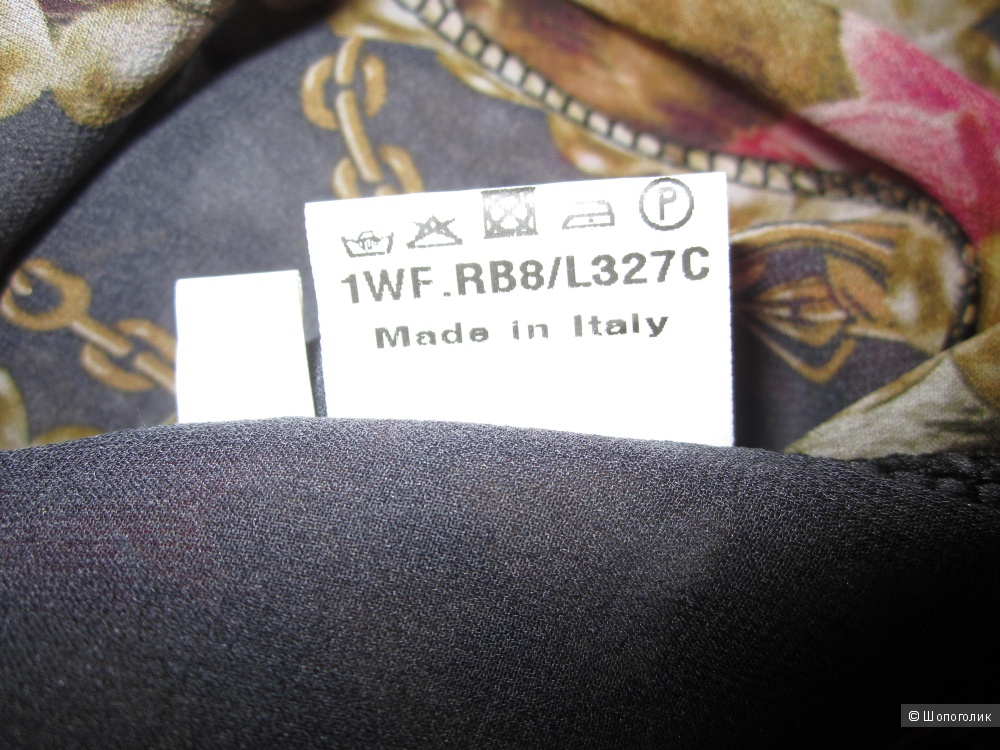 P
1WF.RB8/L327C
Made in Italy
© Шопоголик